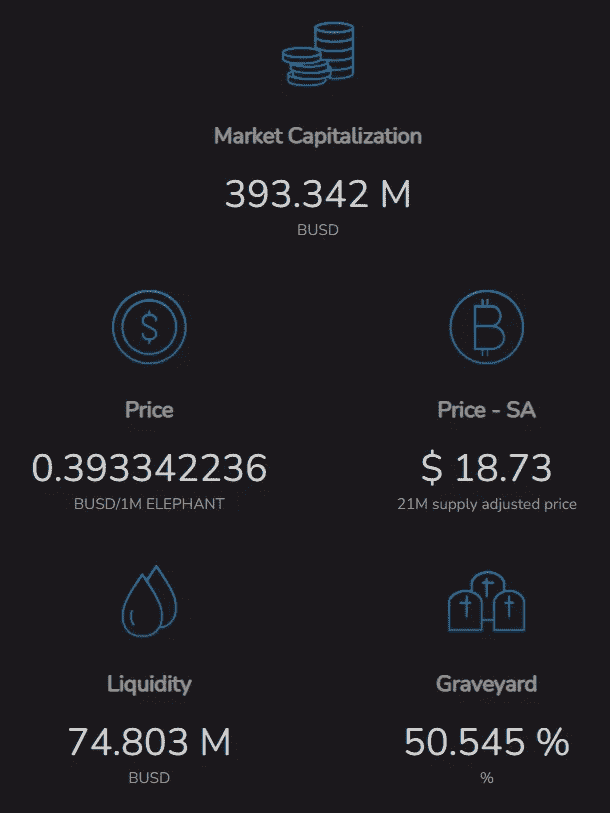 Market Capitalization
393.342 M
BUSD
Price
0.393342236
BUSD/1M ELEPHANT
Price - SA
$ 18.73
21M supply adjusted price
Liquidity
74.803 M
BUSD
Graveyard
50.545 %
%